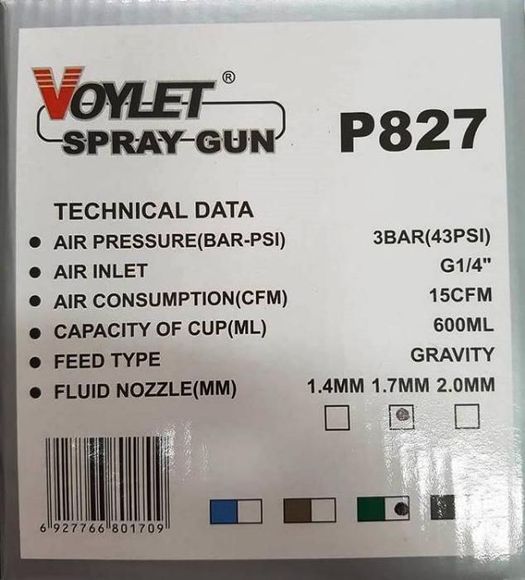 VOYLET ®
SPRAY GUN
P827
TECHNICAL DATA
AIR PRESSURE(BAR-PSI) 3BAR(43PSI)
AIR INLET G1/4"
AIR CONSUMPTION(CFM) 15CFM
CAPACITY OF CUP(ML) 600ML
FEED TYPE GRAVITY
FLUID NOZZLE(MM) 1.4MM 1.7MM 2.0MM
6 927766 801709